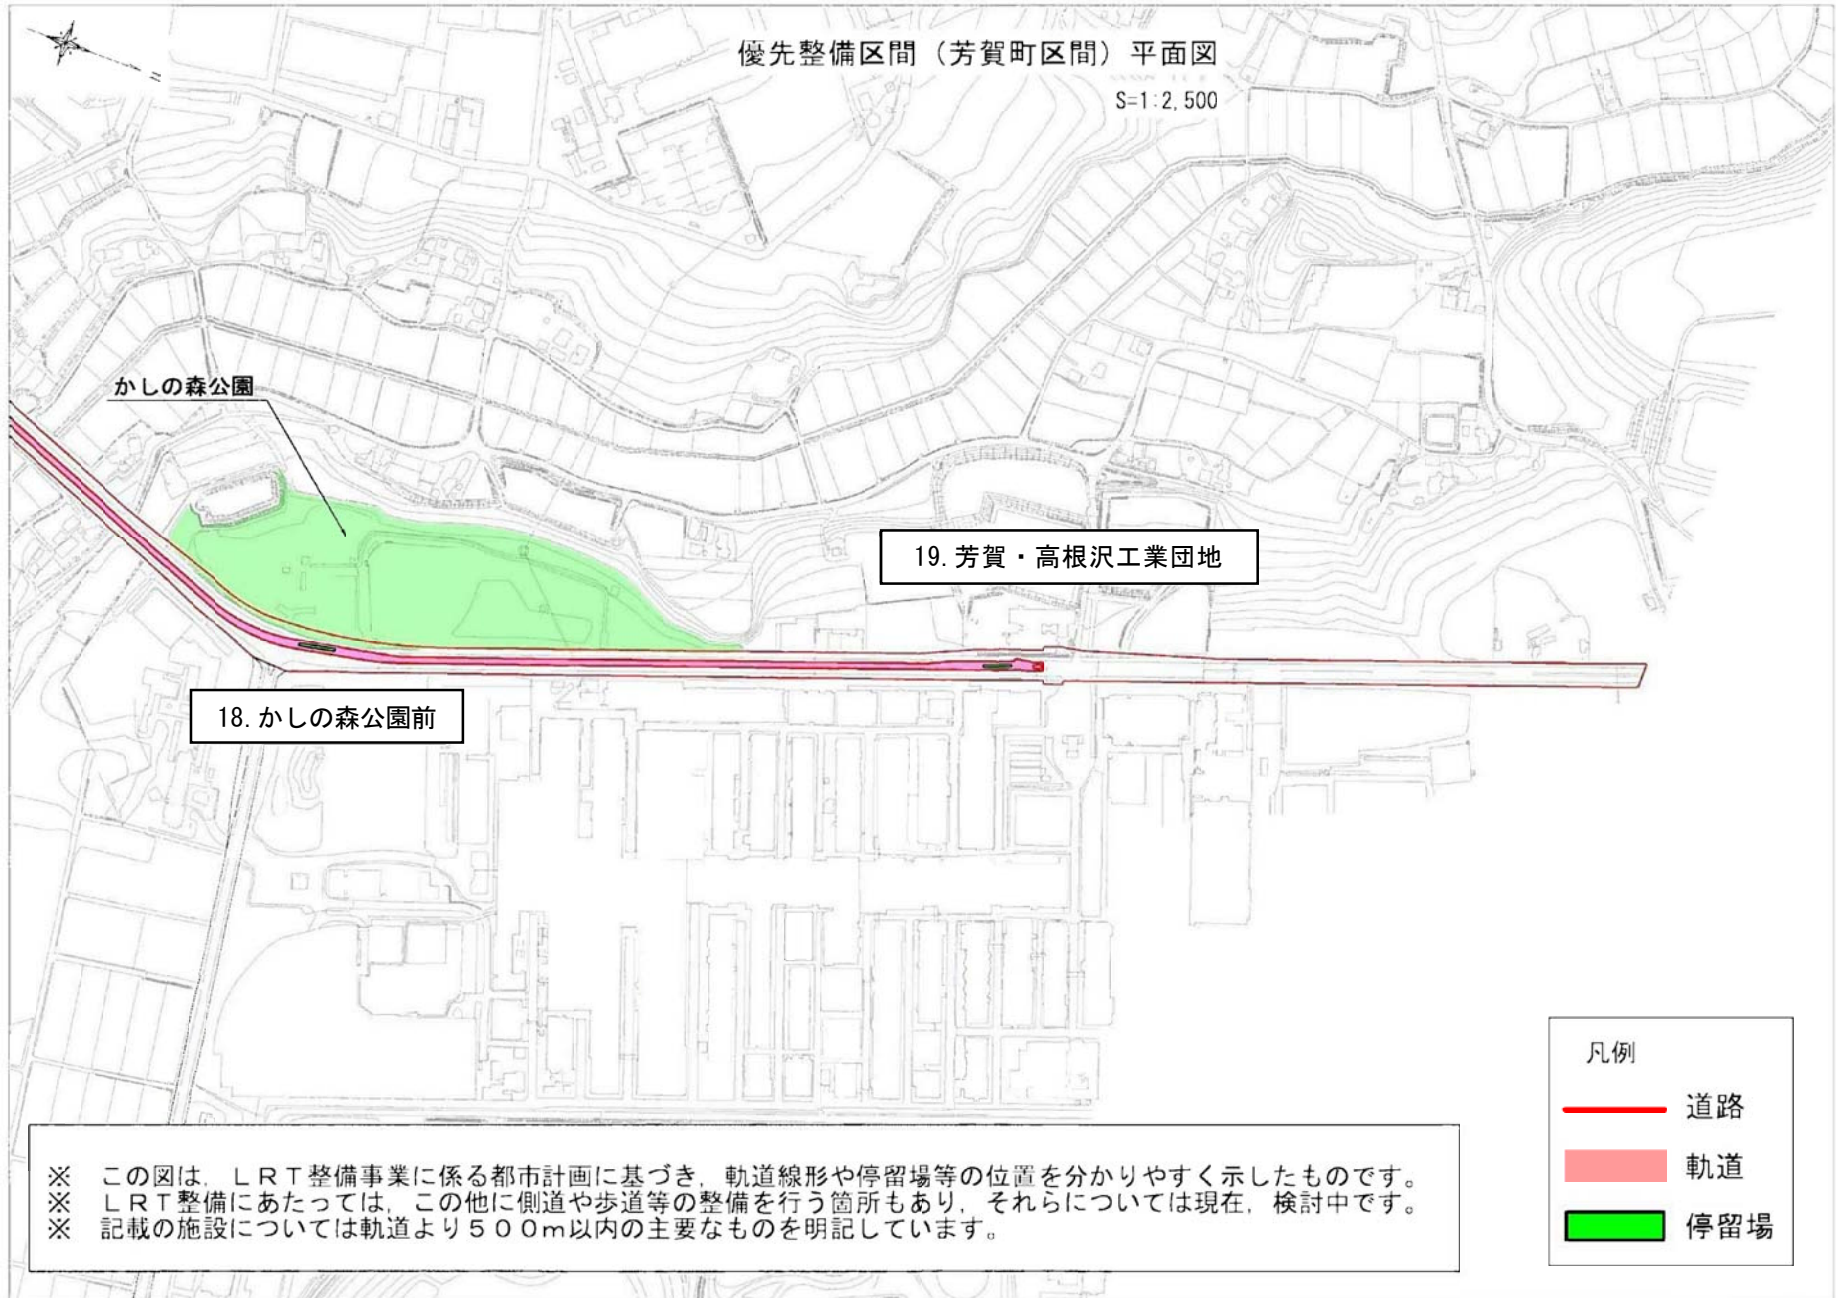 優先整備区間（芳賀町区間）平面図
S=1:2,500
かしの森公園
19.芳賀・高根沢工業団地
18.かしの森公園前
凡例
道路
軌道
停留場
※　この図は，ＬＲＴ整備事業に係る都市計画に基づき，軌道線形や停留場等の位置を分かりやすく示したものです。
※　ＬＲＴ整備にあたっては，この他に側道や歩道等の整備を行う箇所もあり，それらについては現在，検討中です。
※　記載の施設については軌道より５００ｍ以内の主要なものを明記しています。